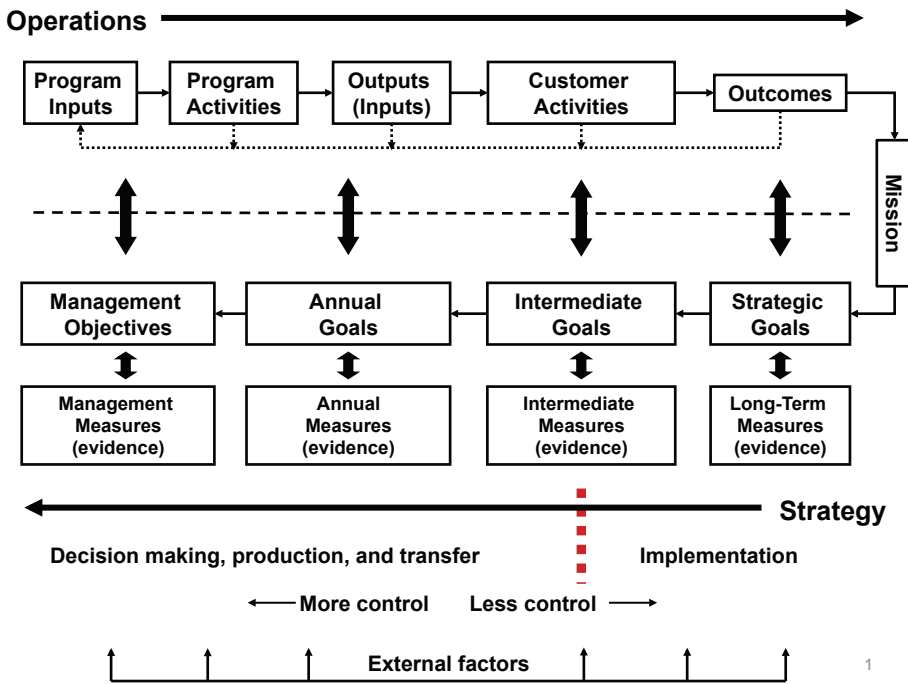 Operations
Program
Inputs
Program
Activities
Outputs
(Inputs)
Customer
Activities
Outcomes
Mission
Management
Objectives
Annual
Goals
Intermediate
Goals
Strategic
Goals
Management
Measures
(evidence)
Annual
Measures
(evidence)
Intermediate
Measures
(evidence)
Long-Term
Measures
(evidence)
Strategy
Decision making, production, and transfer
Implementation
More control
Less control
External factors
1